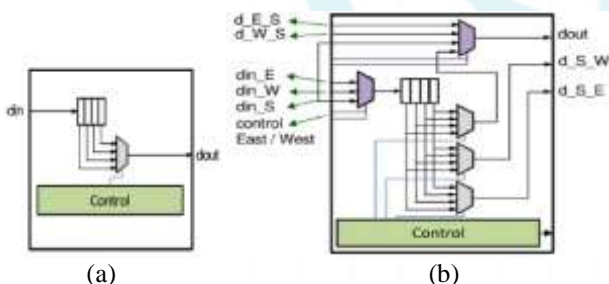 din
dout
Control
(a)
d_E_S
d_W_S
din_E
din_W
din_S
control
East / West
dout
d_S_W
d_S_E
Control
(b)